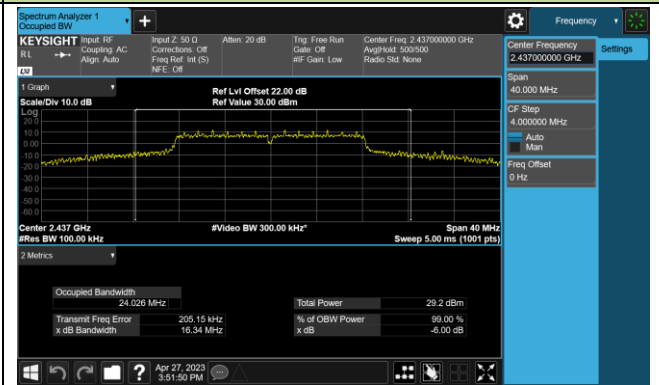 Spectrum Analyzer 1
Occupied BW
Frequency
KEYSIGHT
R L
LXI
Input: RF
Coupling: AC
Align: Auto
Input Z: 50 Ω
Corrections: Off
Freq Ref: Int (S)
NFE: Off
Atten: 20 dB
Trig: Free Run
Gate: Off
#IF Gain: Low
Center Freq: 2.437000000 GHz
Avg|Hold: 500/500
Radio Std: None
Center Frequency
2.437000000 GHz
Settings
Span
40.000 MHz
CF Step
4.000000 MHz
Auto
Man
Freq Offset
0 Hz
1 Graph
Scale/Div 10.0 dB
Ref Lvl Offset 22.00 dB
Ref Value 30.00 dBm
Log
20.0
10.0
0.00
-10.0
-20.0
-30.0
-40.0
-50.0
-60.0
Center 2.437 GHz
#Res BW 100.00 kHz
#Video BW 300.00 kHz*
Span 40 MHz
Sweep 5.00 ms (1001 pts)
2 Metrics
Occupied Bandwidth
24.026 MHz
Transmit Freq Error 205.15 kHz
x dB Bandwidth 16.34 MHz
Total Power 29.2 dBm
% of OBW Power 99.00 %
x dB -6.00 dB
Apr 27, 2023
3:51:50 PM